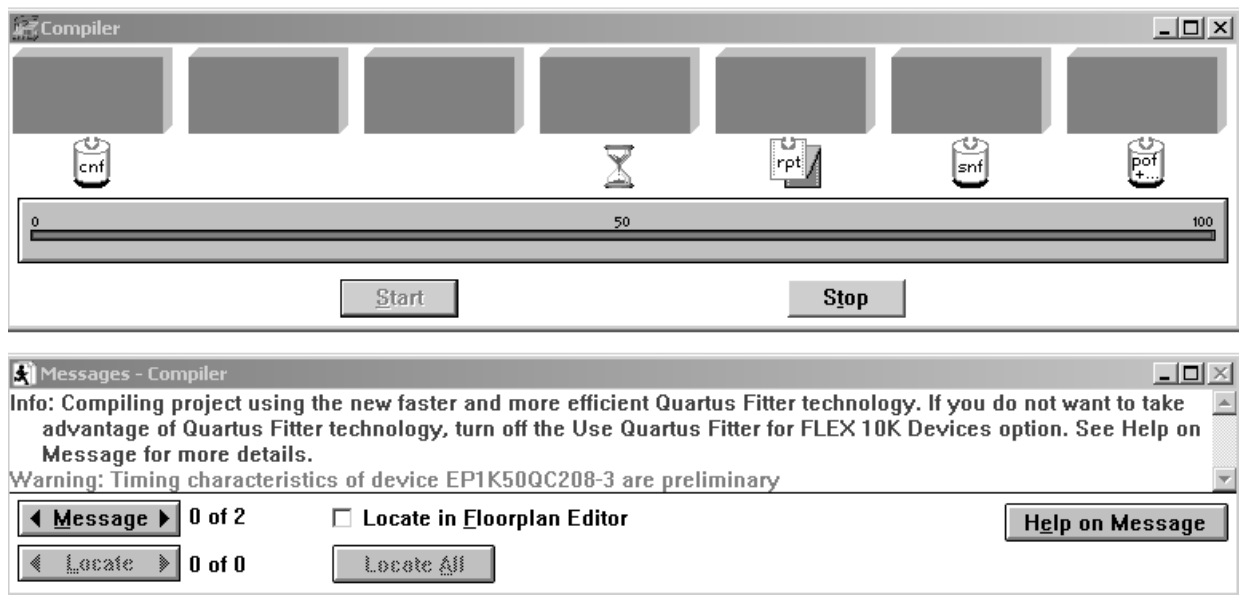 Compiler
cnf
rpt
snf
pof
+...
0 50 100
Start Stop
Messages - Compiler
Info: Compiling project using the new faster and more efficient Quartus Fitter technology. If you do not want to take
advantage of Quartus Fitter technology, turn off the Use Quartus Fitter for FLEX 10K Devices option. See Help on
Message for more details.
Warning: Timing characteristics of device EP1K50QC208-3 are preliminary
Message 0 of 2 Locate in Floorplan Editor Help on Message
Locate 0 of 0 Locate All